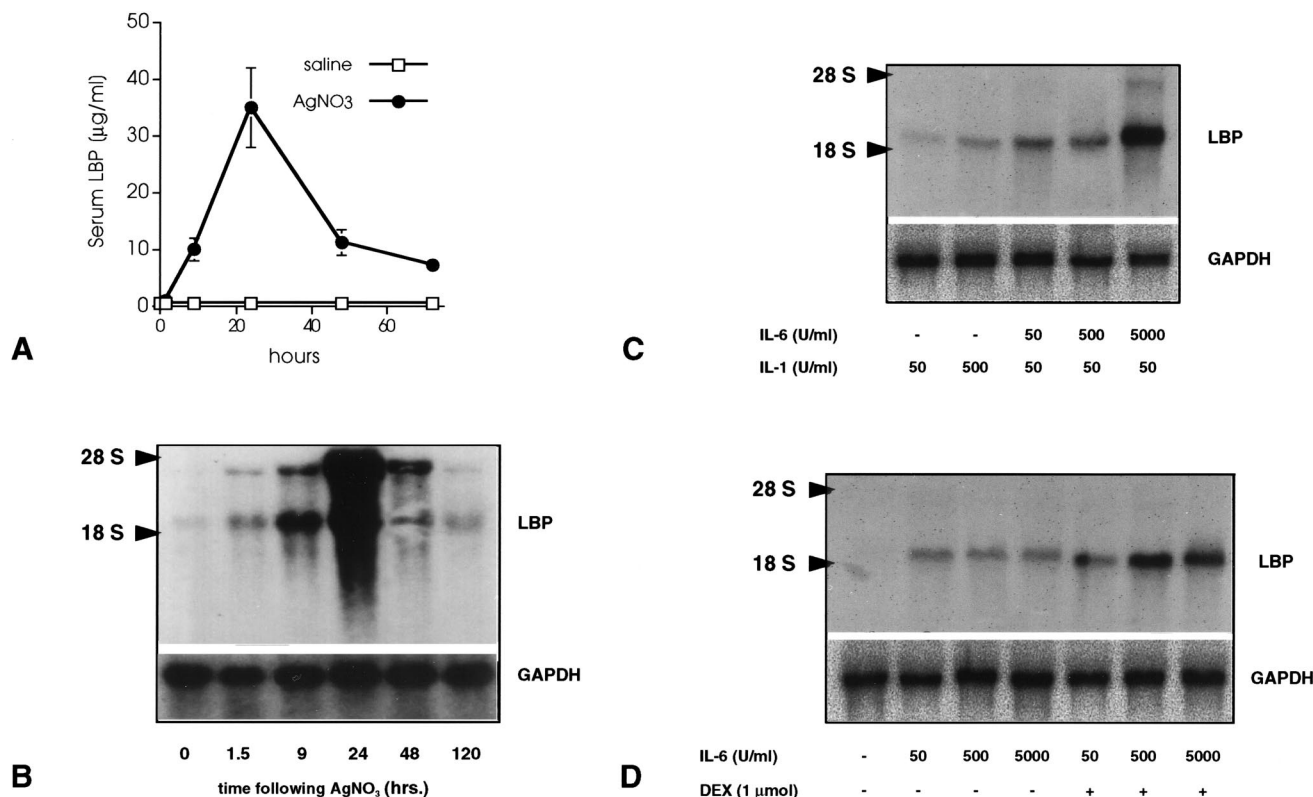 50
40
30
20
10
0
Serum LBP (μg/ml)
saline
AgNO3
0 20 40 60
hours
A
28 S
18 S
LBP
GAPDH
IL-6 (U/ml) - - 50 500 5000
IL-1 (U/ml) 50 500 50 50 50
C
28 S
18 S
LBP
GAPDH
0 1.5 9 24 48 120
time following AgNO₃ (hrs.)
B
28 S
18 S
LBP
GAPDH
IL-6 (U/ml) - 50 500 5000 50 500 5000
DEX (1 μmol) - - - - + + +
D